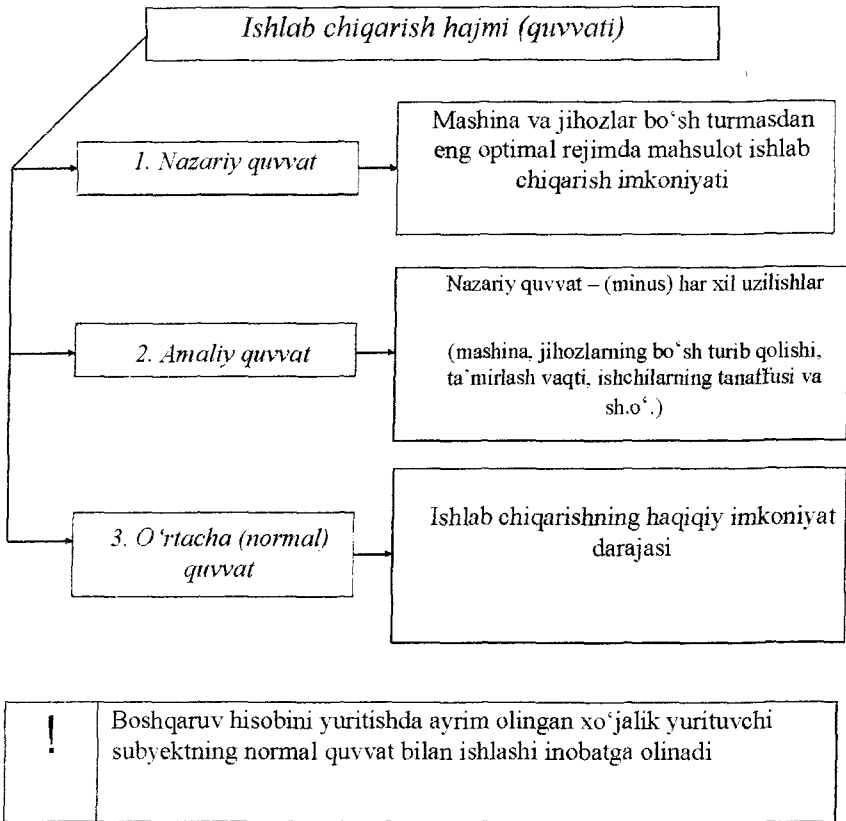 Ishlab chiqarish hajmi (quvvati)
1. Nazariy quvvat
Mashina va jihozlar bo‘sh turmasdan
eng optimal rejimda mahsulot ishlab
chiqarish imkoniyati
2. Amaliy quvvat
Nazariy quvvat – (minus) har xil uzilishlar
(mashina, jihozlarning bo‘sh turib qolishi,
ta`mirlash vaqti, ishchilarning tanaffusi va
sh.o‘.)
3. O‘rtacha (normal)
quvvat
Ishlab chiqarishning haqiqiy imkoniyat
darajasi
!
Boshqaruv hisobini yuritishda ayrim olingan xo‘jalik yurituvchi
subyektning normal quvvat bilan ishlashi inobatga olinadi